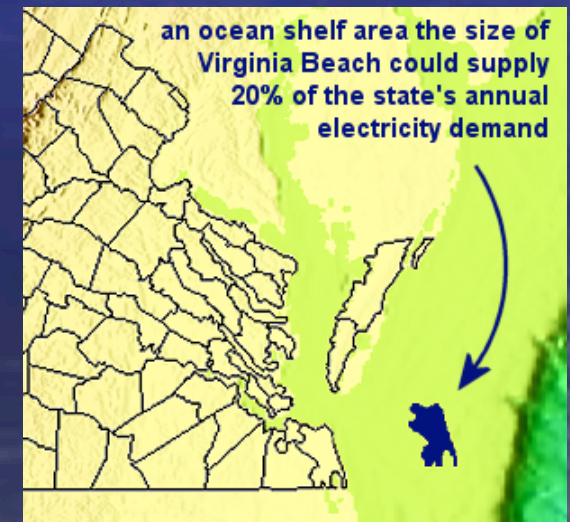 an ocean shelf area the size of
Virginia Beach could supply
20% of the state's annual
electricity demand